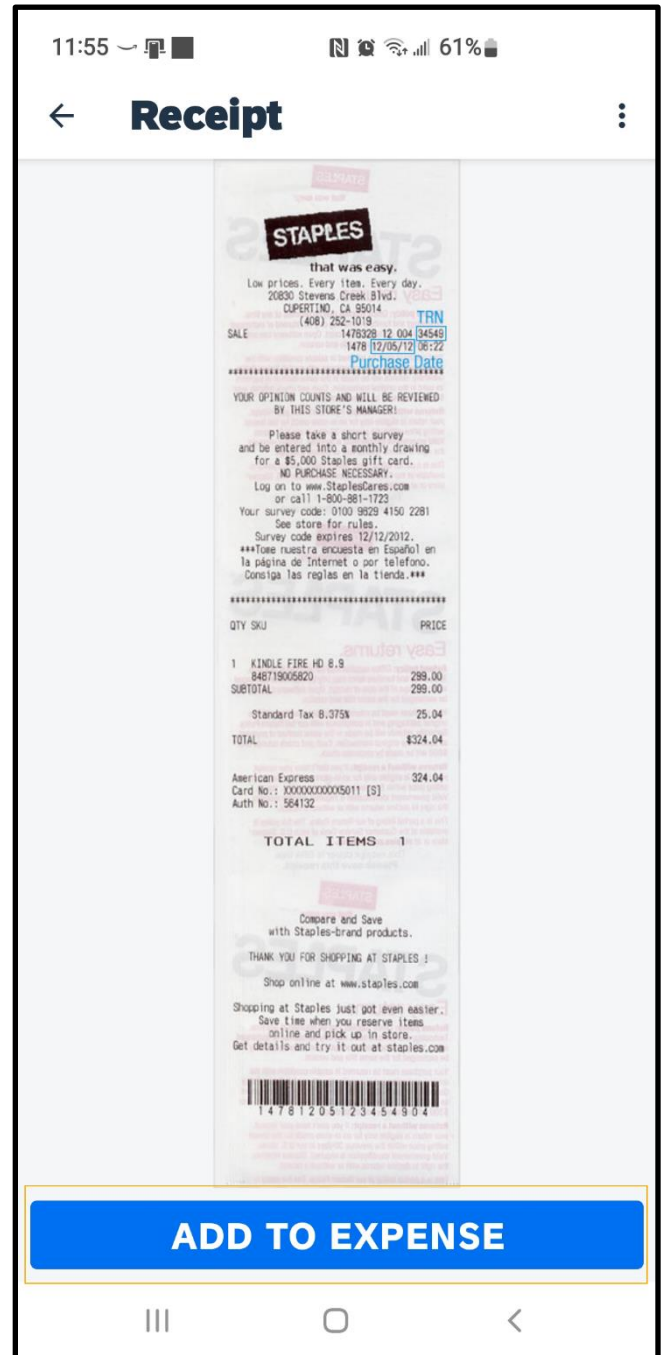 11:55 61%
Receipt
STAPLES
that was easy.
Low prices. Every item. Every day.
20830 Stevens Creek Blvd.
CUPERTINO, CA 95014
(408) 252-1019 TRN
SALE 1478328 12 004 34549
1478 12/05/12 06:22
Purchase Date
******************************************
YOUR OPINION COUNTS AND WILL BE REVIEWED
BY THIS STORE'S MANAGER!
Please take a short survey
and be entered into a monthly drawing
for a $5,000 Staples gift card.
NO PURCHASE NECESSARY.
Log on to www.StaplesCares.com
or call 1-800-881-1723
Your survey code: 0100 9829 4150 2281
See store for rules.
Survey code expires 12/12/2012.
***Tome nuestra encuesta en Español en
la página de Internet o por telefono.
Consiga las reglas en la tienda.***
******************************************
QTY SKU PRICE
1 KINDLE FIRE HD 8.9
848719005820 299.00
SUBTOTAL 299.00
Standard Tax 8.375% 25.04
TOTAL $324.04
American Express 324.04
Card No.: XXXXXXXXXXX5011 [S]
Auth No.: 564132
TOTAL ITEMS 1
Compare and Save
with Staples-brand products.
THANK YOU FOR SHOPPING AT STAPLES !
Shop online at www.staples.com
Shopping at Staples just got even easier.
Save time when you reserve items
online and pick up in store.
Get details and try it out at staples.com
14781205123454904
ADD TO EXPENSE